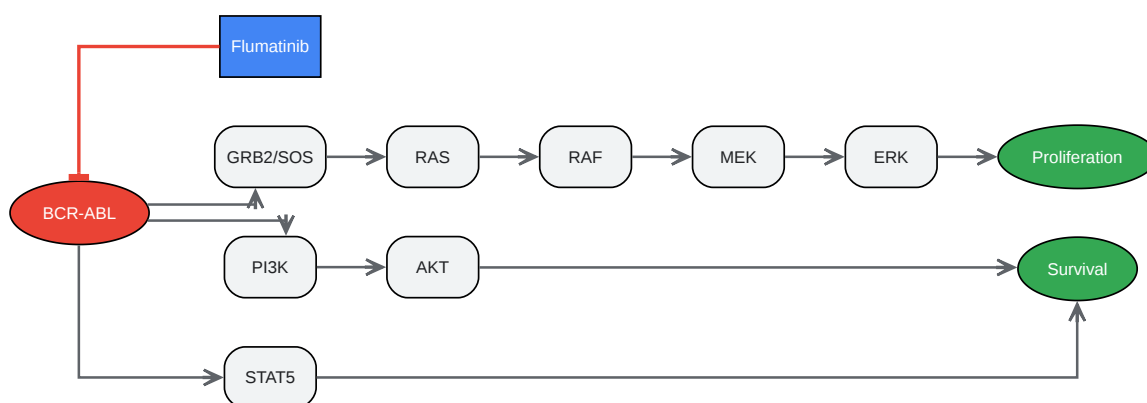 Flumatinib
GRB2/SOS
RAS
RAF
MEK
ERK
Proliferation
BCR-ABL
PI3K
AKT
Survival
STAT5